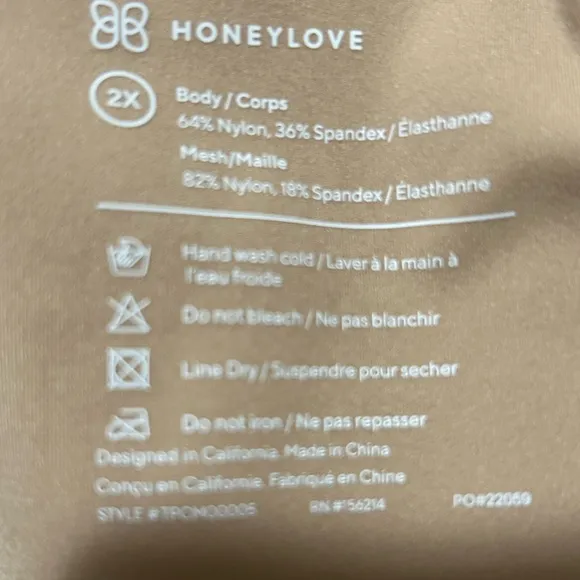 HONEYLOVE
2X
Body / Corps
64% Nylon, 36% Spandex / Élasthanne
Mesh/Maille
82% Nylon, 18% Spandex / Élasthanne
Hand wash cold / Laver à la main à
l'eau froide
Do not bleach / Ne pas blanchir
Line Dry / Suspendre pour secher
Do not iron / Ne pas repasser
Designed in California. Made in China
Conçu en Californie. Fabriqué en Chine
STYLE # RN #156214 PO#22069